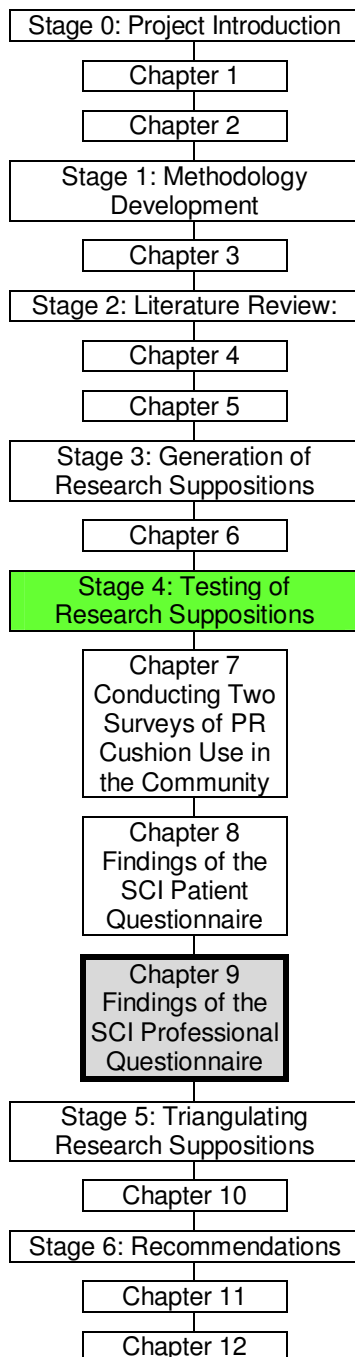 Stage 0: Project Introduction
Chapter 1
Chapter 2
Stage 1: Methodology
Development
Chapter 3
Stage 2: Literature Review:
Chapter 4
Chapter 5
Stage 3: Generation of
Research Suppositions
Chapter 6
Stage 4: Testing of
Research Suppositions
Chapter 7
Conducting Two
Surveys of PR
Cushion Use in
the Community
Chapter 8
Findings of the
SCI Patient
Questionnaire
Chapter 9
Findings of the
SCI Professional
Questionnaire
Stage 5: Triangulating
Research Suppositions
Chapter 10
Stage 6: Recommendations
Chapter 11
Chapter 12